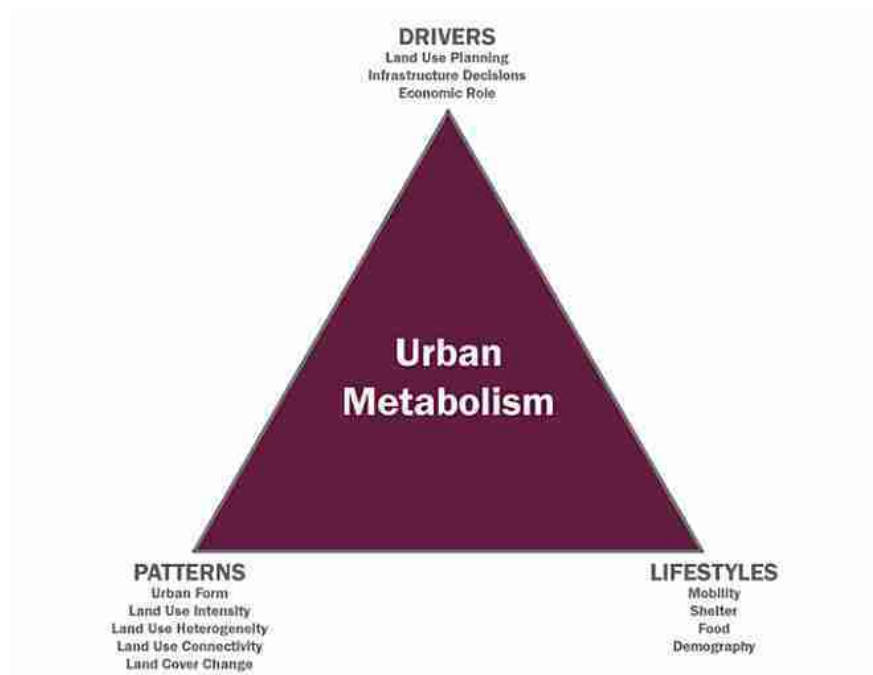 DRIVERS
Land Use Planning
Infrastructure Decisions
Economic Role
Urban
Metabolism
PATTERNS
Urban Form
Land Use Intensity
Land Use Heterogeneity
Land Use Connectivity
Land Cover Change
LIFESTYLES
Mobility
Shelter
Food
Demography